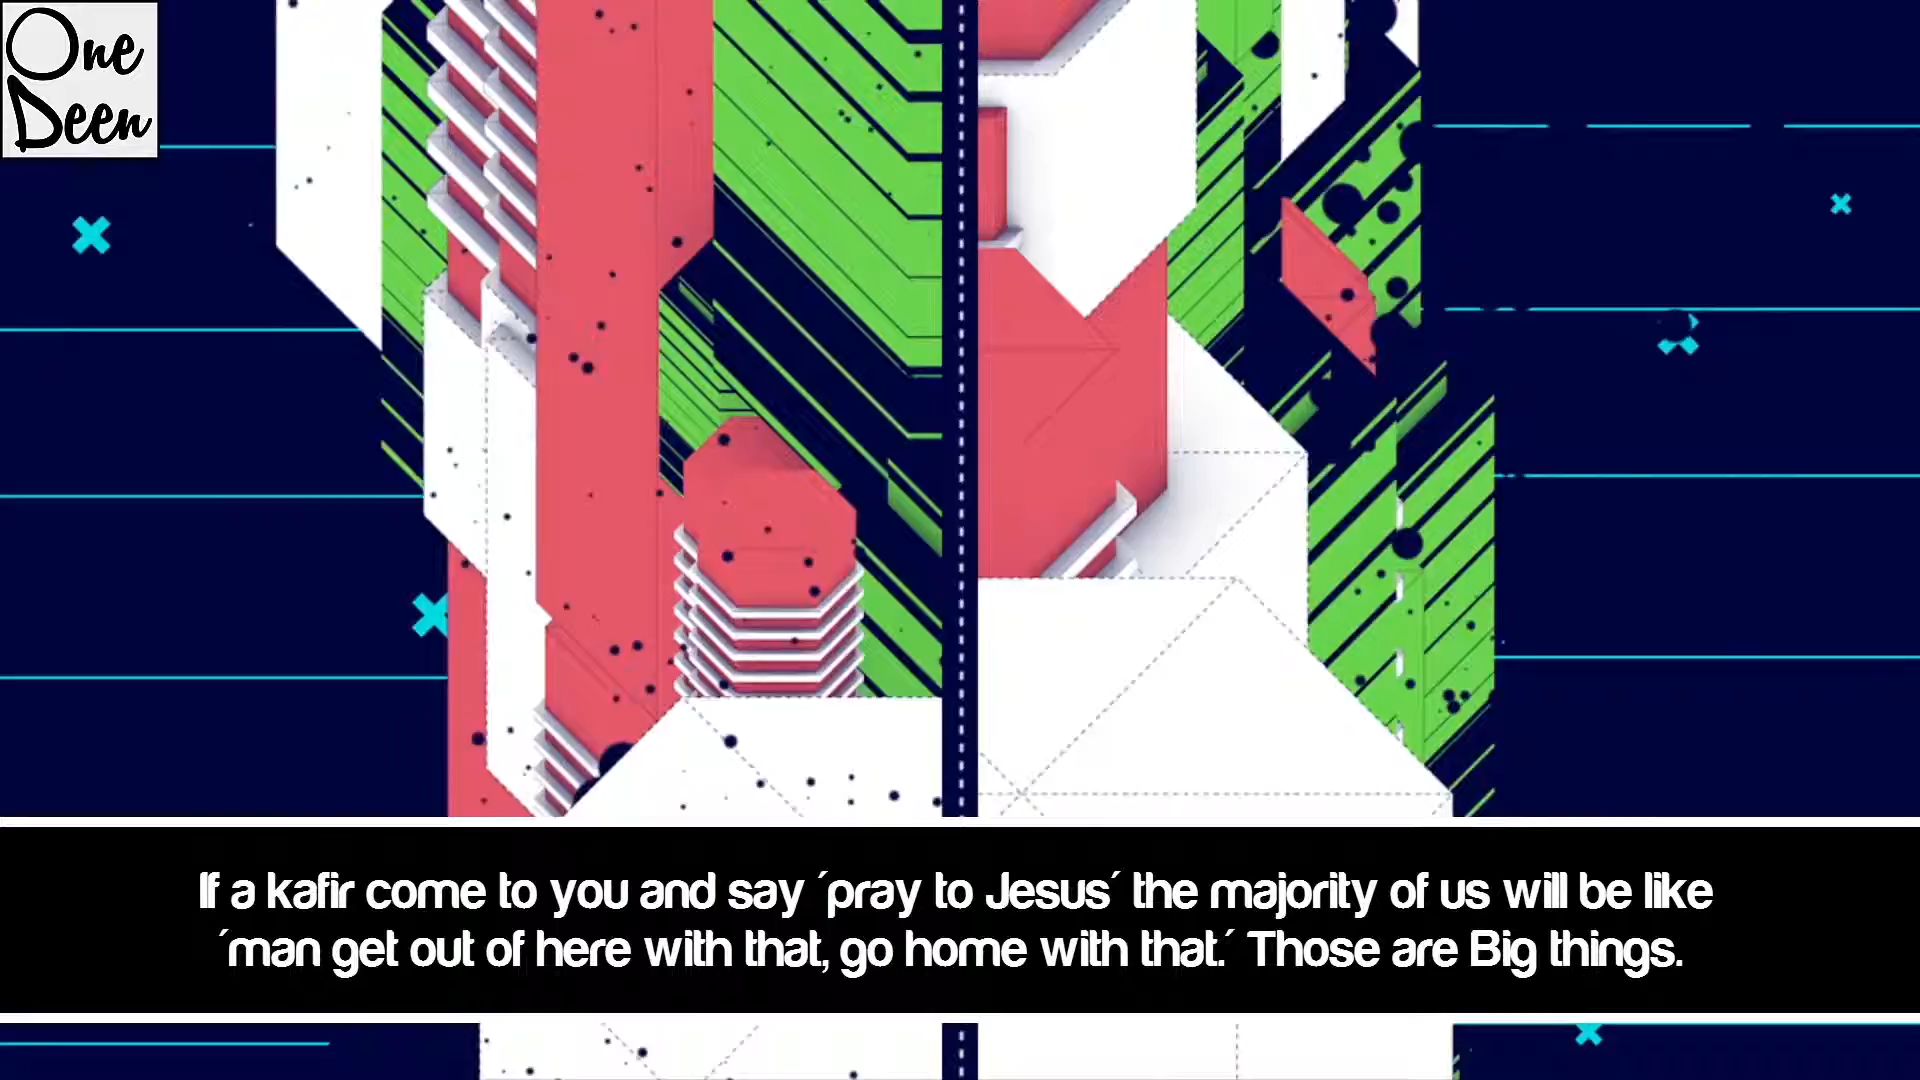 One
Deen
If a kafir come to you and say ´pray to Jesus´ the majority of us will be like
´man get out of here with that, go home with that.´ Those are Big things.